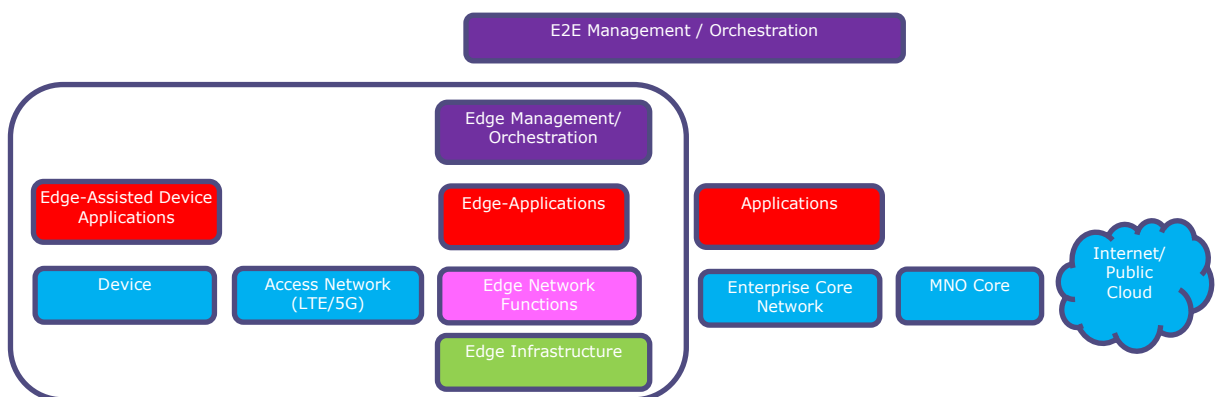 E2E Management / Orchestration
Edge Management/
Orchestration
Edge-Assisted Device
Applications
Edge-Applications
Applications
Device
Access Network
(LTE/5G)
Edge Network
Functions
Enterprise Core
Network
MNO Core
Internet/
Public
Cloud
Edge Infrastructure